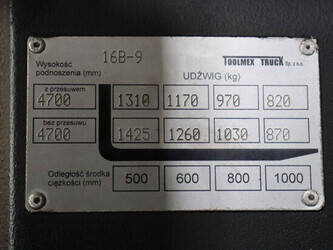 16B-9
TOOLMEX TRUCK Sp. z o.o.
Wysokość
podnoszenia (mm)
UDŹWIG (kg)
z przesuwem
4700 1310 1170 970 820
bez przesuwu
4700 1425 1260 1030 870
Odległość środka
ciężkości (mm)
500 600 800 1000